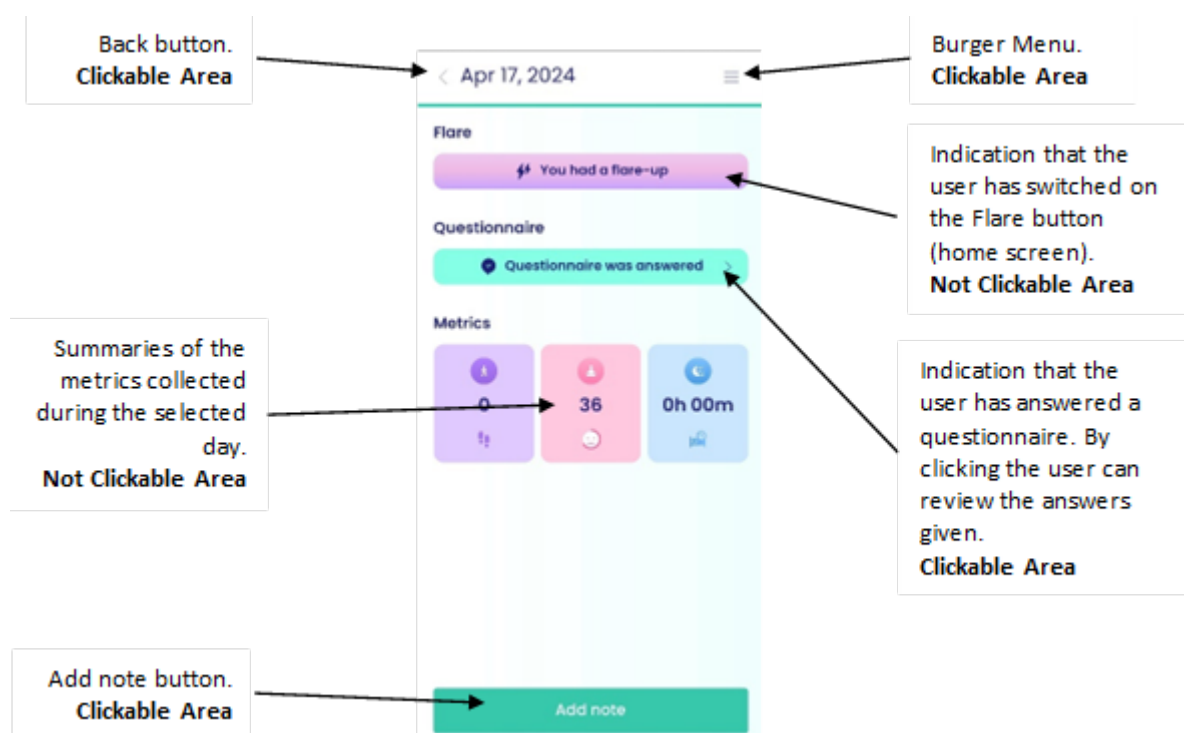 Back button.
Clickable Area
Burger Menu.
Clickable Area
Apr 17, 2024
Flare
You had a flare-up
Indication that the
user has switched on
the Flare button
(home screen).
Not Clickable Area
Questionnaire
Questionnaire was answered
Metrics
0
36
0h 00m
Summaries of the
metrics collected
during the selected
day.
Not Clickable Area
Indication that the
user has answered a
questionnaire. By
clicking the user can
review the answers
given.
Clickable Area
Add note button.
Clickable Area
Add note